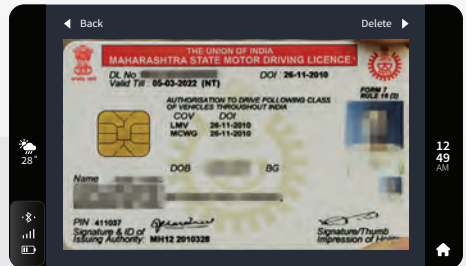 Back
Delete
THE UNION OF INDIA
MAHARASHTRA STATE MOTOR DRIVING LICENCE
DL No
DOI : 26-11-2010
Valid Till : 05-03-2022 (NT)
FORM 7
RULE 16 (2)
AUTHORISATION TO DRIVE FOLLOWING CLASS
OF VEHICLES THROUGHOUT INDIA
COV DOI
LMV 26-11-2010
MCWG 26-11-2010
DOB
BG
Name
PIN : 411037
Signature & ID of
Issuing Authority: MH12 2010328
Signature/Thumb
Impression of
28°
12
49
AM